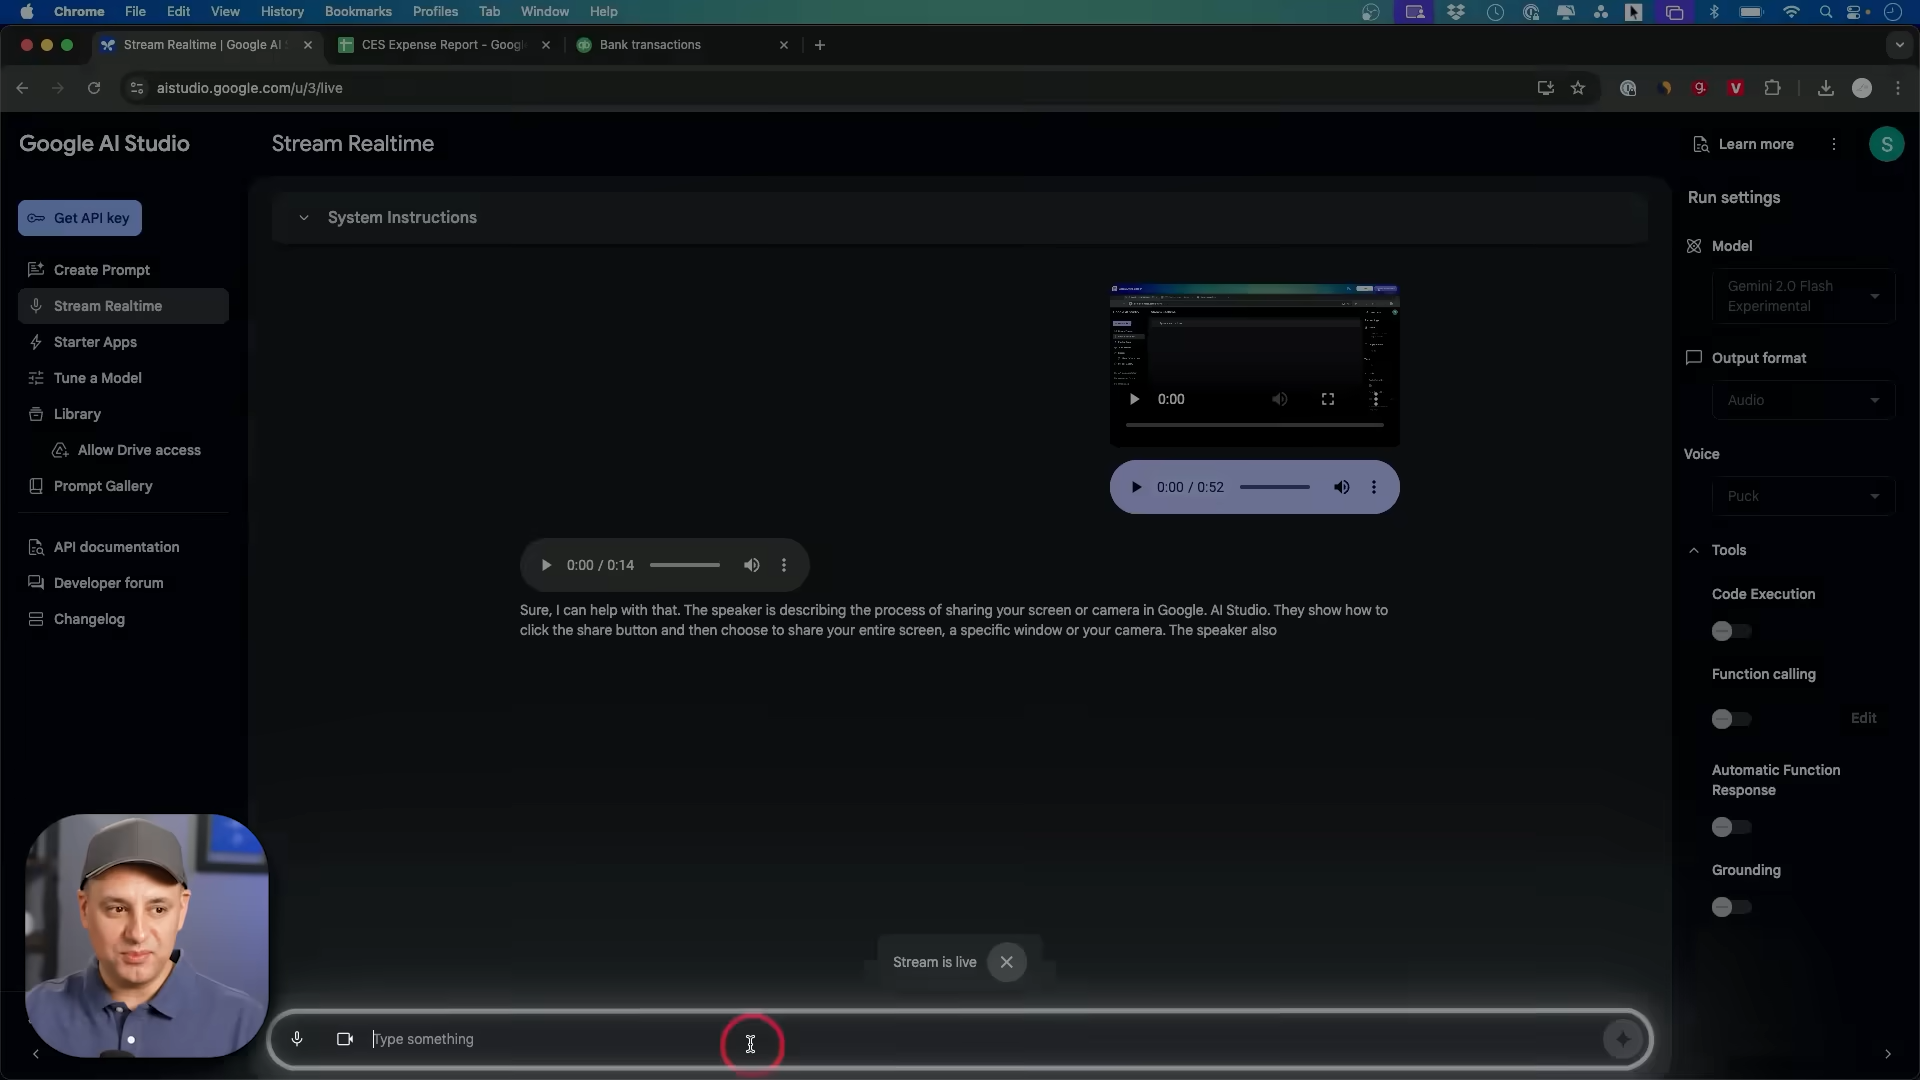 Chrome File Edit View History Bookmarks Profiles Tab Window Help
Stream Realtime | Google AI S
CES Expense Report - Googl
Bank transactions
aistudio.google.com/u/3/live
Google AI Studio
Stream Realtime
Learn more
S
Get API key
Create Prompt
Stream Realtime
Starter Apps
Tune a Model
Library
Allow Drive access
Prompt Gallery
API documentation
Developer forum
Changelog
System Instructions
0:00
0:00 / 0:52
0:00 / 0:14
Sure, I can help with that. The speaker is describing the process of sharing your screen or camera in Google. AI Studio. They show how to
click the share button and then choose to share your entire screen, a specific window or your camera. The speaker also
Stream is live
Type something
Run settings
Model
Gemini 2.0 Flash
Experimental
Output format
Audio
Voice
Puck
Tools
Code Execution
Function calling
Edit
Automatic Function
Response
Grounding